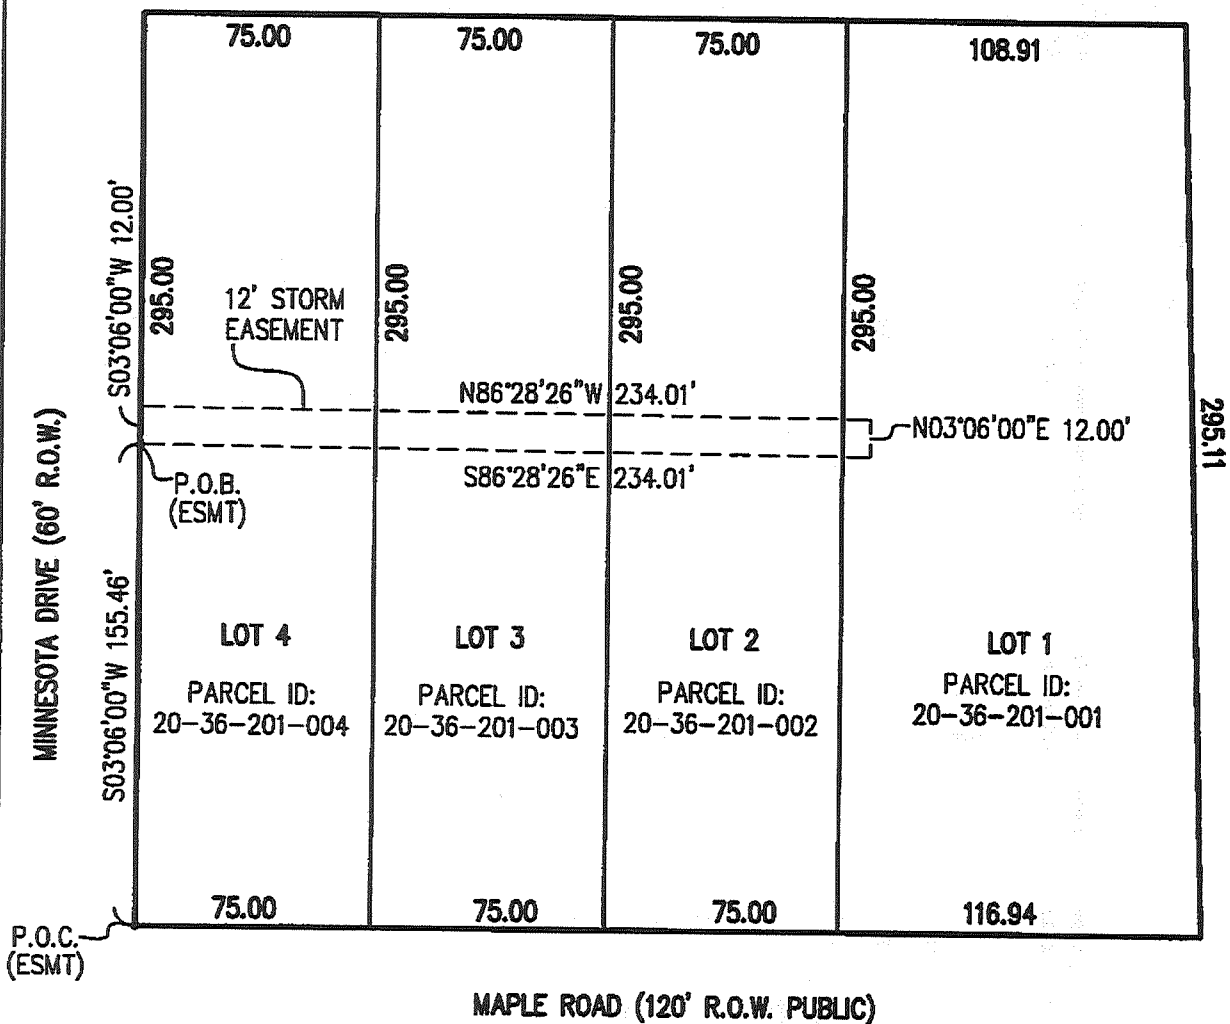 75.00
75.00
75.00
108.91
S03°06'00"W 12.00'
295.00
295.00
295.00
295.00
295.11
12' STORM
EASEMENT
N86°28'26"W 234.01'
N03°06'00"E 12.00'
S86°28'26"E 234.01'
P.O.B.
(ESMT)
MINNESOTA DRIVE (60' R.O.W.)
S03°06'00"W 155.46'
LOT 4
PARCEL ID:
20-36-201-004
LOT 3
PARCEL ID:
20-36-201-003
LOT 2
PARCEL ID:
20-36-201-002
LOT 1
PARCEL ID:
20-36-201-001
75.00
75.00
75.00
116.94
P.O.C.
(ESMT)
MAPLE ROAD (120' R.O.W. PUBLIC)